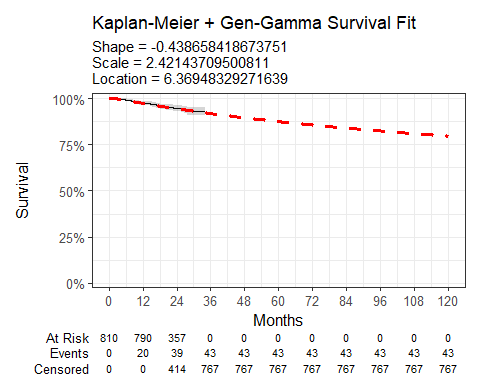 Kaplan-Meier + Gen-Gamma Survival Fit
Shape = -0.438658418673751
Scale = 2.42143709500811
Location = 6.36948329271639
100%
75%
50%
25%
0%
Survival
0 12 24 36 48 60 72 84 96 108 120
Months
At Risk 810 790 357 0 0 0 0 0 0 0 0
Events 0 20 39 43 43 43 43 43 43 43 43
Censored 0 0 414 767 767 767 767 767 767 767 767